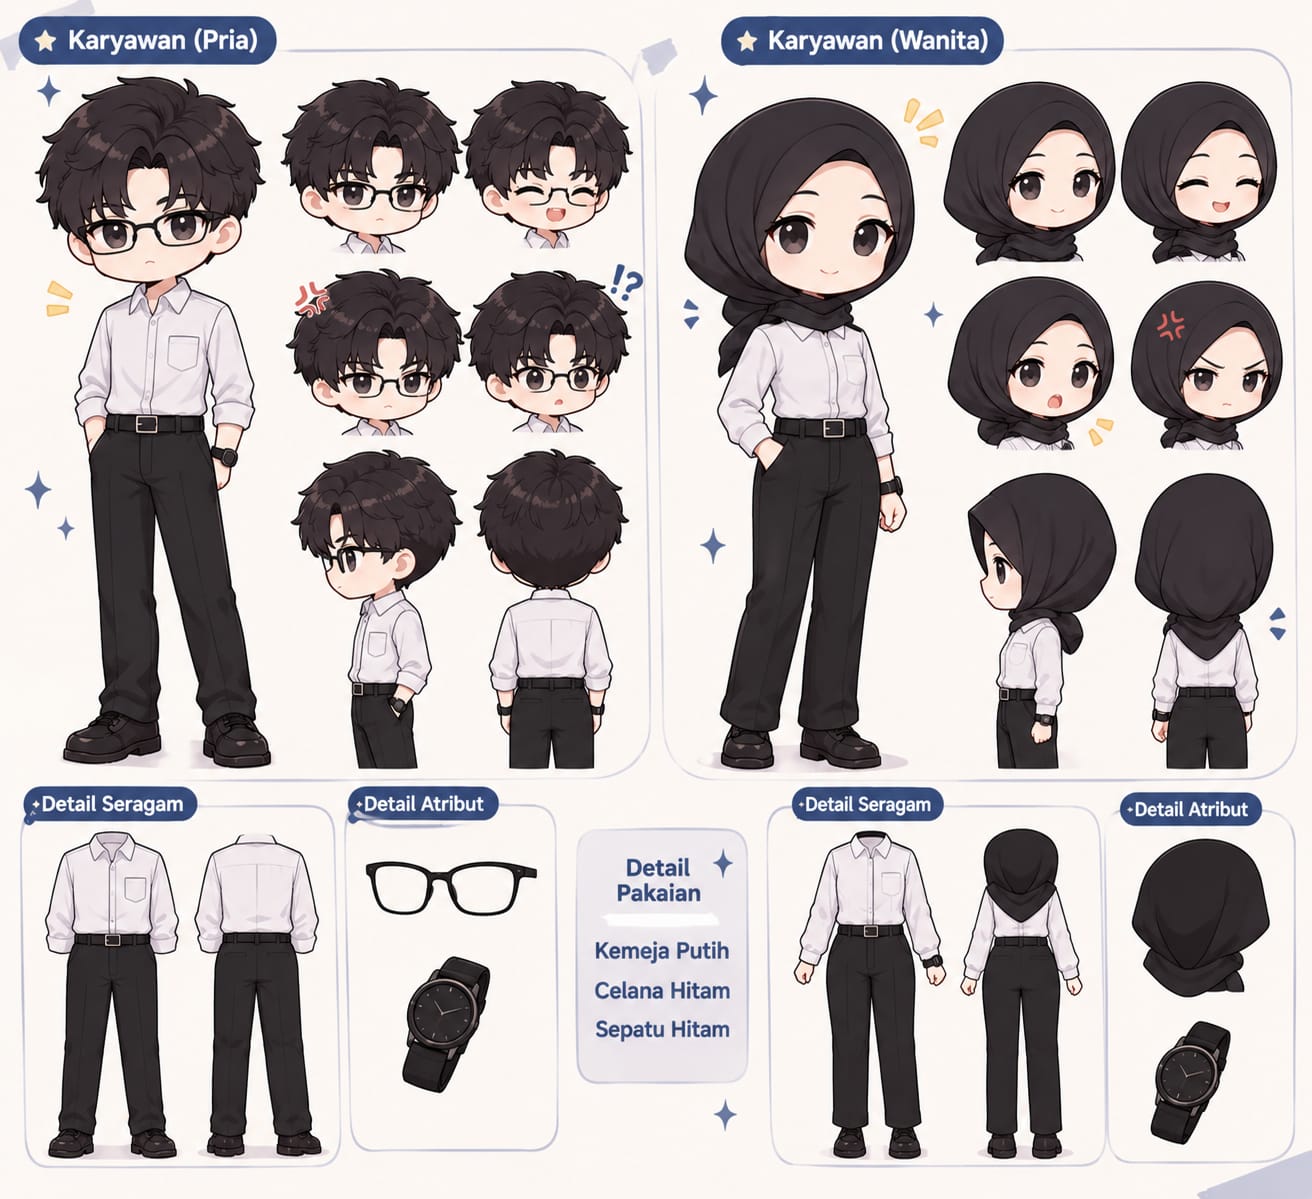 Karyawan (Pria)
Karyawan (Wanita)
!?
Detail Seragam
Detail Atribut
Detail
Pakaian
Kemeja Putih
Celana Hitam
Sepatu Hitam
Detail Seragam
Detail Atribut